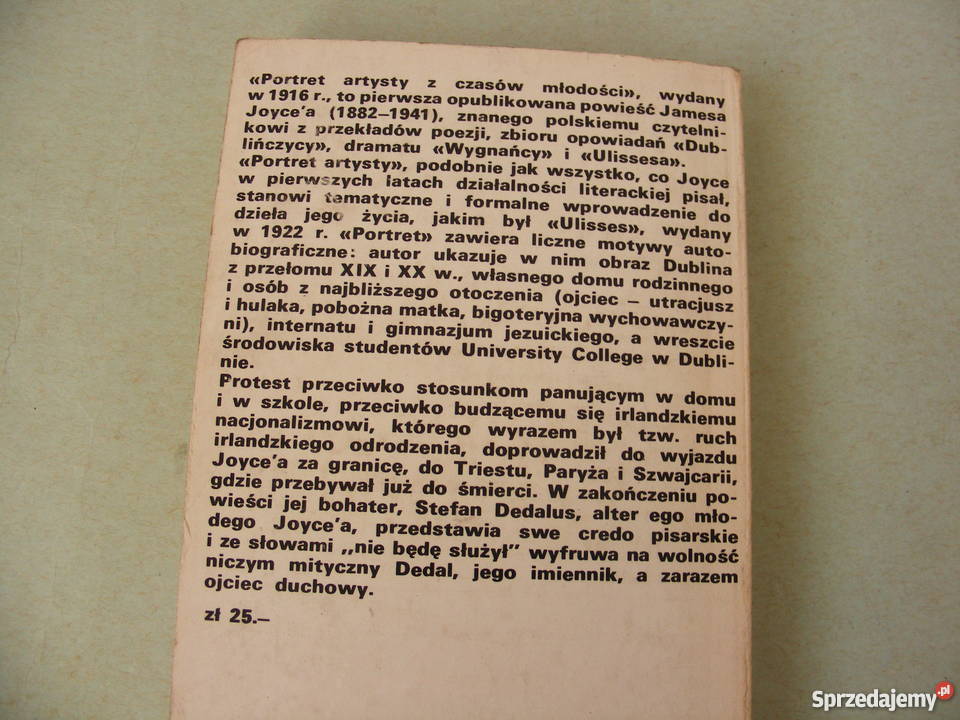 «Portret artysty z czasów młodości», wydany
w 1916 r., to pierwsza opublikowana powieść Jamesa
Joyce'a (1882–1941), znanego polskiemu czytelni-
kowi z przekładów poezji, zbioru opowiadań «Dub-
lińczycy», dramatu «Wygnańcy» i «Ulissesa».
«Portret artysty», podobnie jak wszystko, co Joyce
w pierwszych latach działalności literackiej pisał,
stanowi tematyczne i formalne wprowadzenie do
dzieła jego życia, jakim był «Ulisses», wydany
w 1922 r. «Portret» zawiera liczne motywy auto-
biograficzne: autor ukazuje w nim obraz Dublina
z przełomu XIX i XX w., własnego domu rodzinnego
i osób z najbliższego otoczenia (ojciec – utracjusz
i hulaka, pobożna matka, bigoteryjna wychowawczy-
ni), internatu i gimnazjum jezuickiego, a wreszcie
środowiska studentów University College w Dubli-
nie.
Protest przeciwko stosunkom panującym w domu
i w szkole, przeciwko budzącemu się irlandzkiemu
nacjonalizmowi, którego wyrazem był tzw. ruch
irlandzkiego odrodzenia, doprowadził do wyjazdu
Joyce'a za granicę, do Triestu, Paryża i Szwajcarii,
gdzie przebywał już do śmierci. W zakończeniu po-
wieści jej bohater, Stefan Dedalus, alter ego mło-
dego Joyce'a, przedstawia swe credo pisarskie
i ze słowami „nie będę służył" wyfruwa na wolność
niczym mityczny Dedal, jego imiennik, a zarazem
ojciec duchowy.
zł 25.–
Sprzedajemy.pl